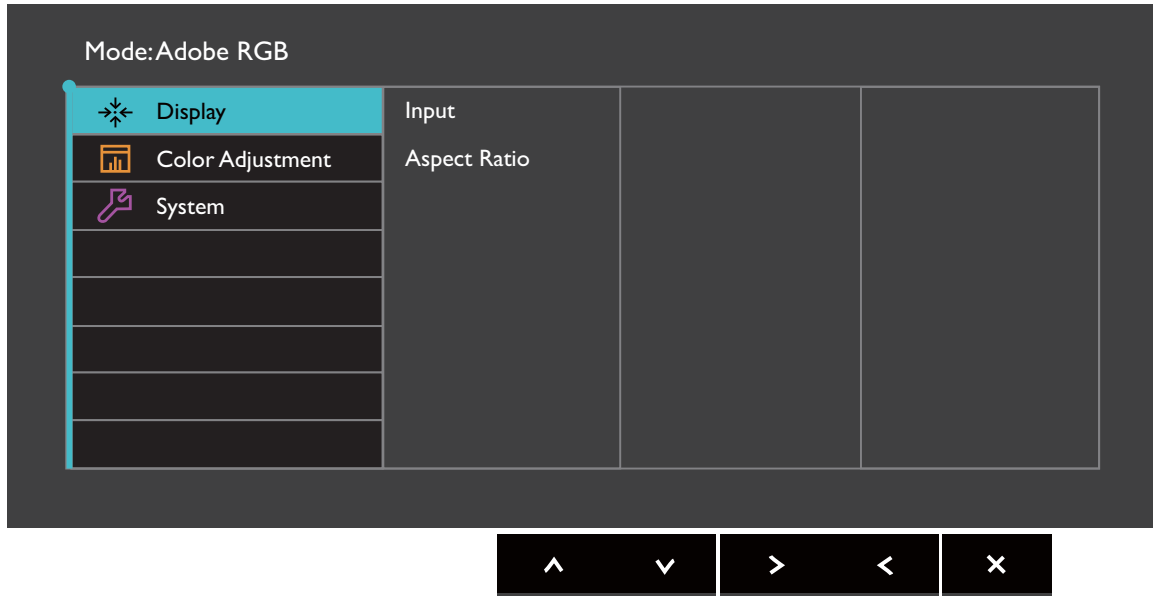 Mode: Adobe RGB
Display
Input
Color Adjustment
Aspect Ratio
System